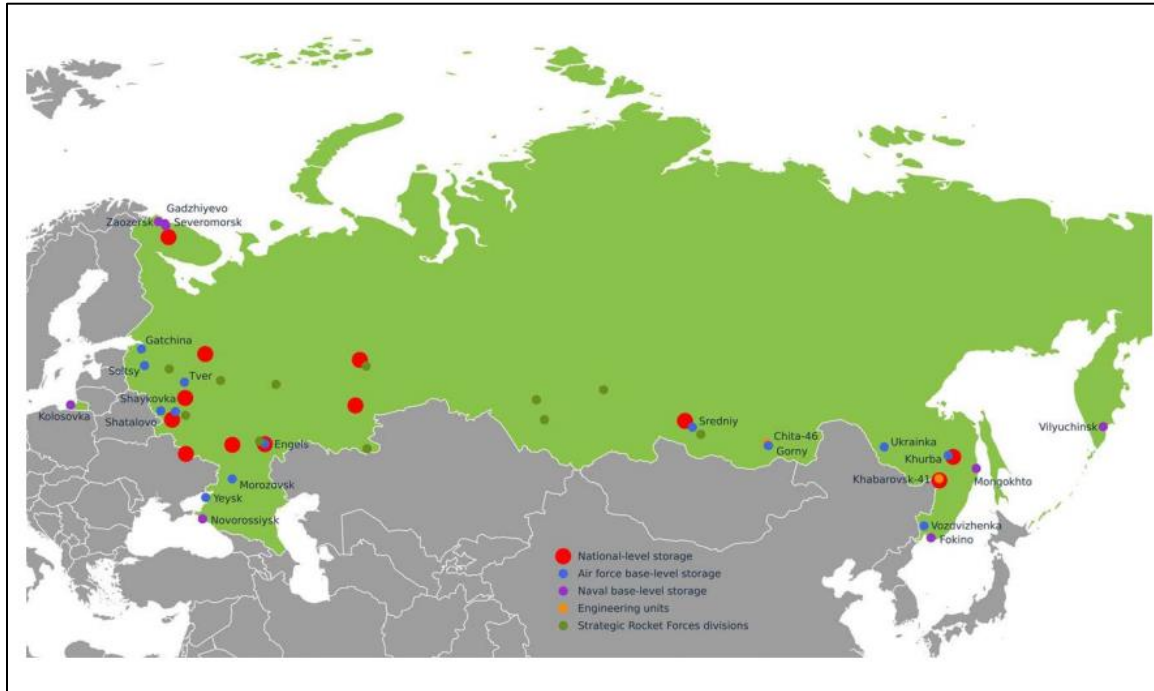 Gadzhiyevo
Zaozersk
Severomorsk
Gatchina
Soltsy
Tver
Shaykovka
Kolosovka
Shatalovo
Engels
Morozovsk
Yeysk
Novorossiysk
Sredniy
Chita-46
Gorny
Ukrainka
Khurba
Vilyuchinsk
Mongokhto
Khabarovsk-41
Vozdvizhenka
Fokino
National-level storage
Air force base-level storage
Naval base-level storage
Engineering units
Strategic Rocket Forces divisions